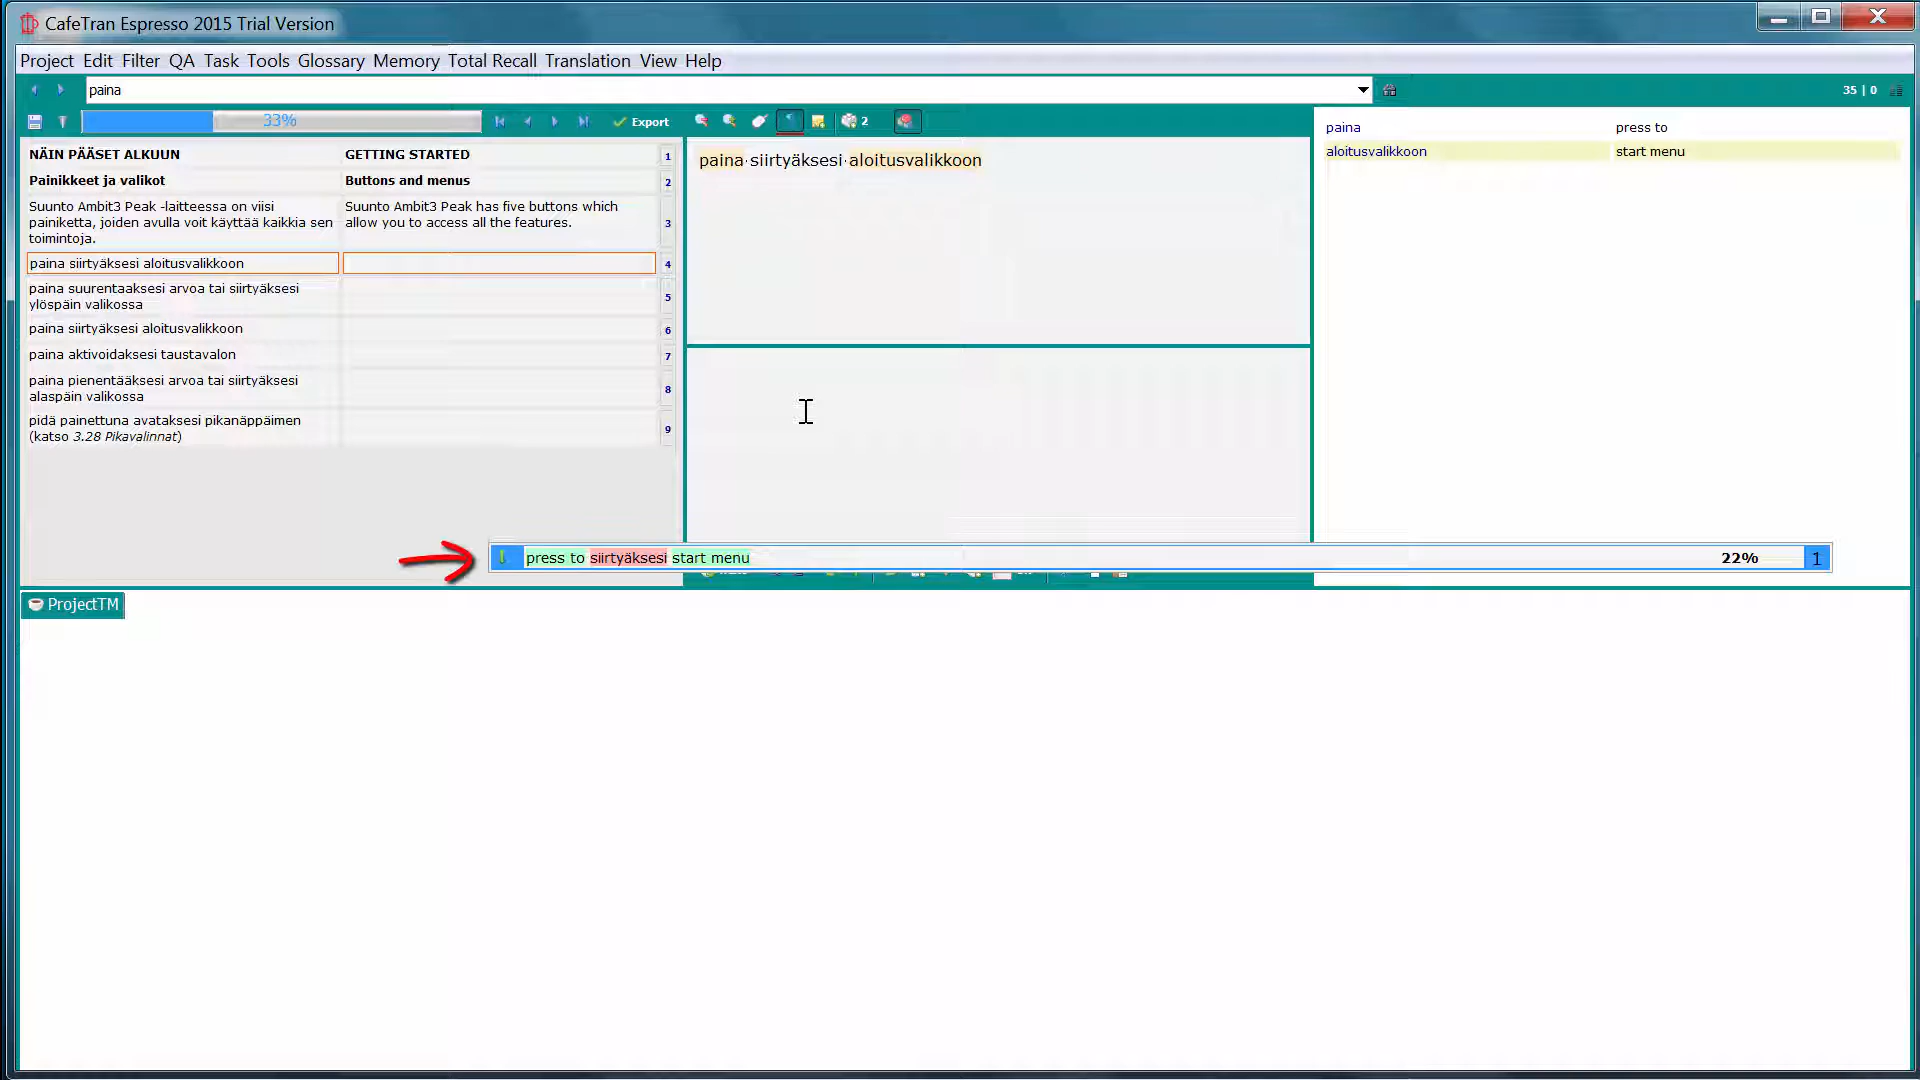 CafeTran Espresso 2015 Trial Version
Project Edit Filter QA Task Tools Glossary Memory Total Recall Translation View Help
paina
35 | 0
33%
Export
2
NÄIN PÄÄSET ALKUUN
GETTING STARTED
1
Painikkeet ja valikot
Buttons and menus
2
Suunto Ambit3 Peak -laitteessa on viisi
painiketta, joiden avulla voit käyttää kaikkia sen
toimintoja.
Suunto Ambit3 Peak has five buttons which
allow you to access all the features.
3
paina siirtyäksesi aloitusvalikkoon
4
paina suurentaaksesi arvoa tai siirtyäksesi
ylöspäin valikossa
5
paina siirtyäksesi aloitusvalikkoon
6
paina aktivoidaksesi taustavalon
7
paina pienentääksesi arvoa tai siirtyäksesi
alaspäin valikossa
8
pidä painettuna avataksesi pikanäppäimen
(katso 3.28 Pikavalinnat)
9
paina siirtyäksesi aloitusvalikkoon
paina
press to
aloitusvalikkoon
start menu
press to siirtyäksesi start menu
22%
1
ProjectTM